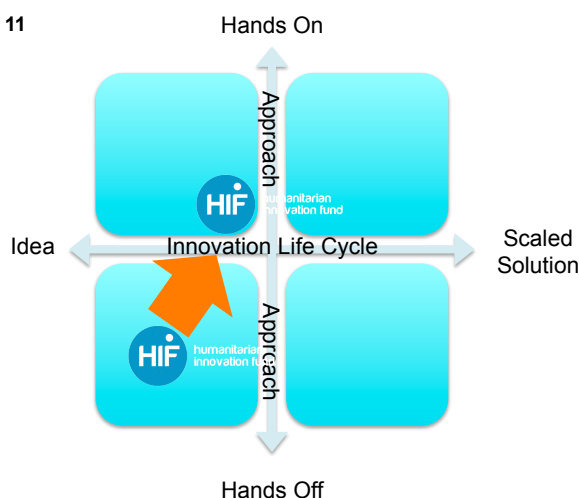 11
Hands On
Approach
HIF
humanitarian
innovation fund
Idea
Innovation Life Cycle
Scaled
Solution
Approach
HIF
humanitarian
innovation fund
Hands Off